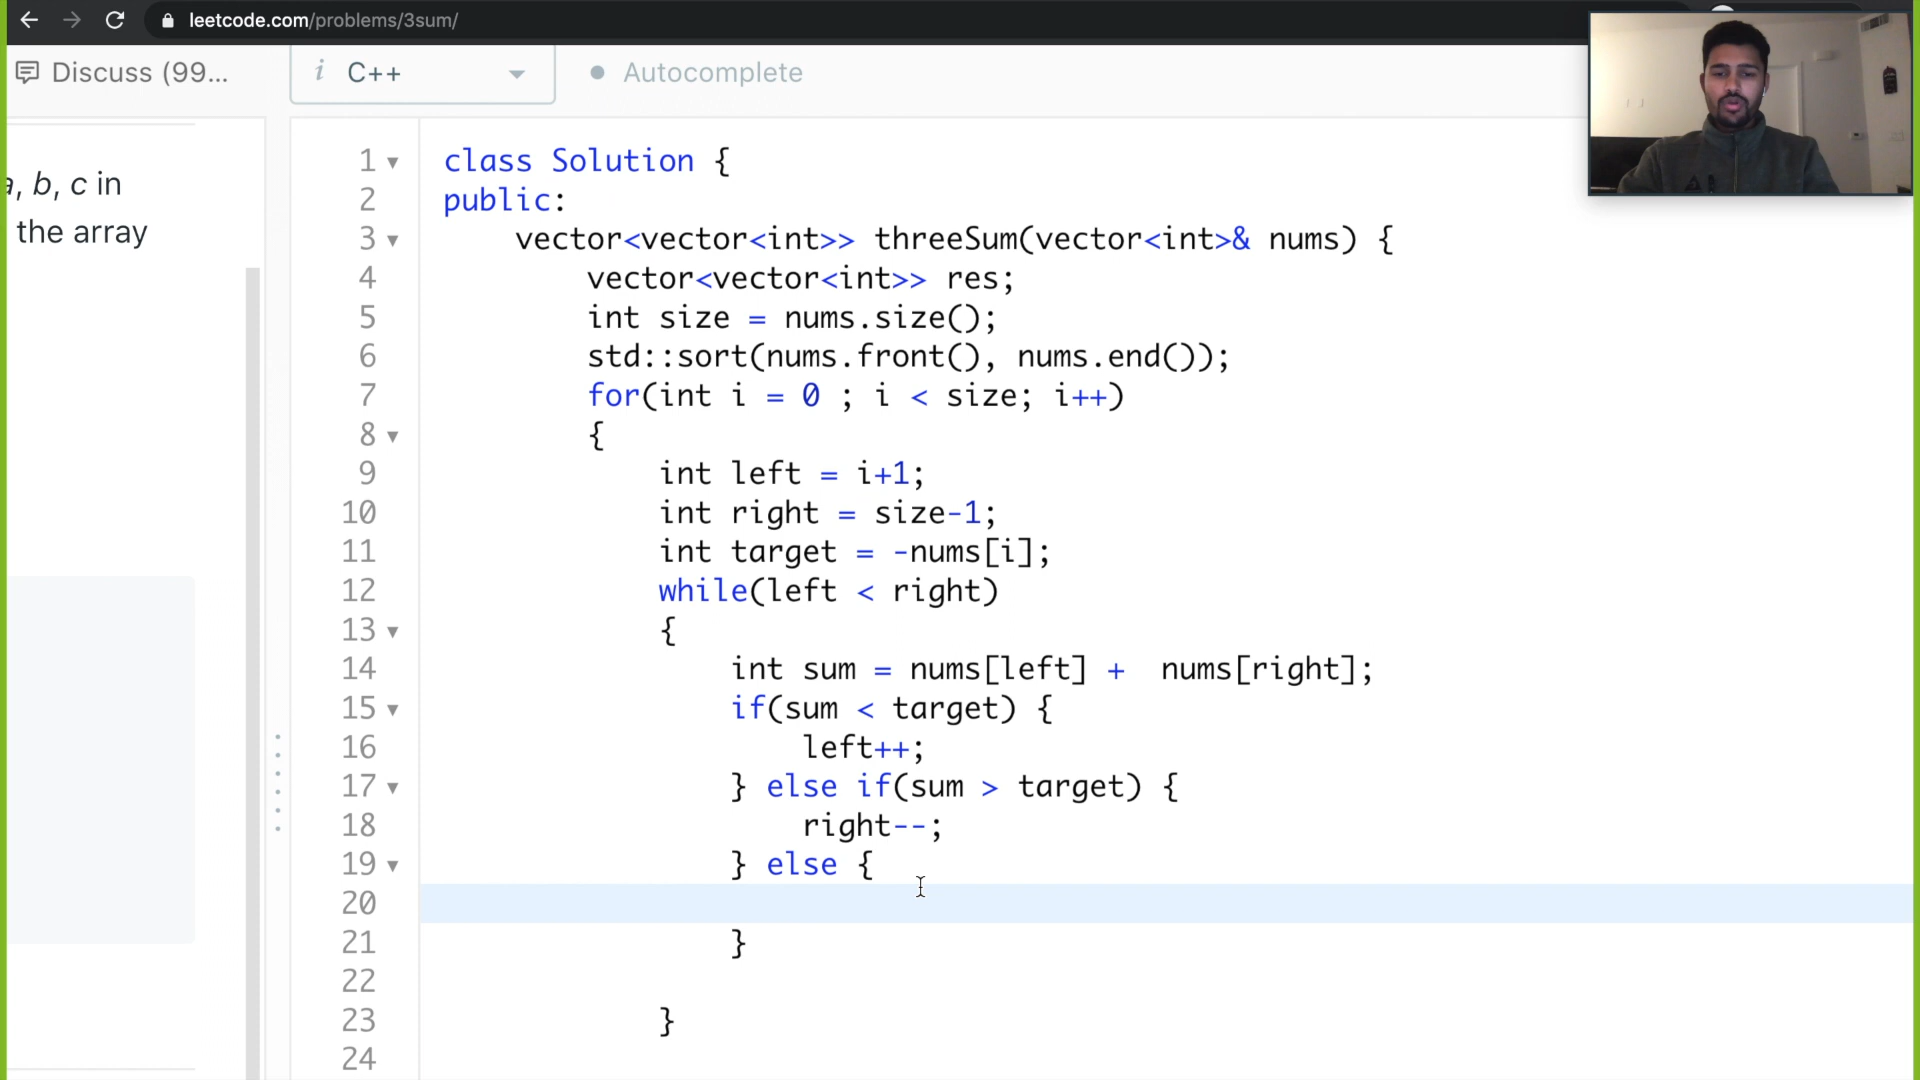 leetcode.com/problems/3sum/
Discuss (99...
i C++
Autocomplete
a, b, c in
the array
1 class Solution {
2 public:
3 vector<vector<int>> threeSum(vector<int>& nums) {
4 vector<vector<int>> res;
5 int size = nums.size();
6 std::sort(nums.front(), nums.end());
7 for(int i = 0 ; i < size; i++)
8 {
9 int left = i+1;
10 int right = size-1;
11 int target = -nums[i];
12 while(left < right)
13 {
14 int sum = nums[left] +  nums[right];
15 if(sum < target) {
16 left++;
17 } else if(sum > target) {
18 right--;
19 } else {
20
21 }
22
23 }
24